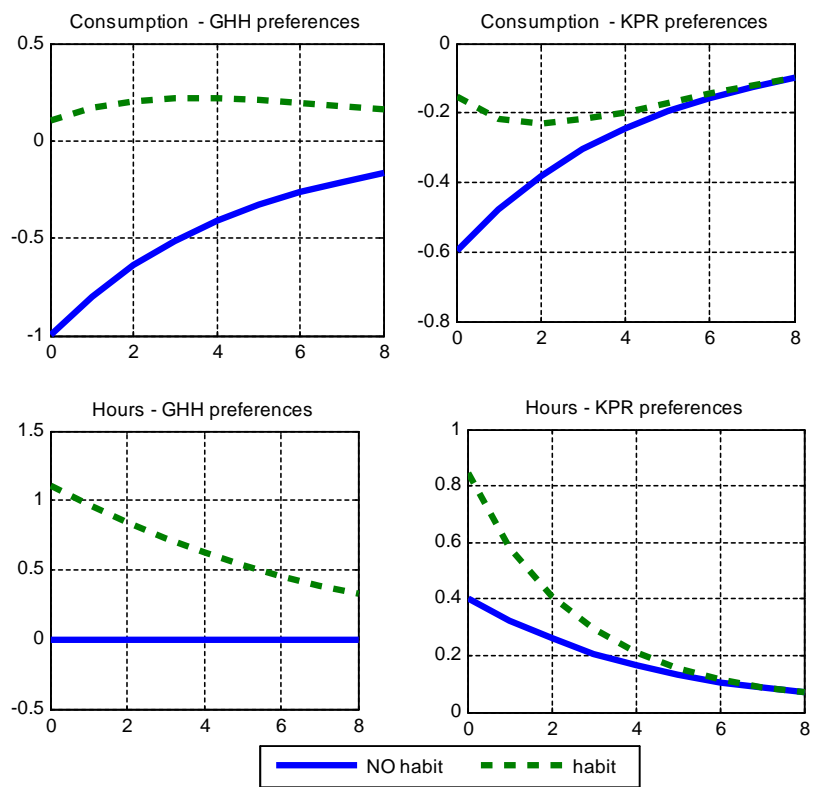 Consumption - GHH preferences
0.5
0
-0.5
-1
0 2 4 6 8
Consumption - KPR preferences
0
-0.2
-0.4
-0.6
-0.8
0 2 4 6 8
Hours - GHH preferences
1.5
1
0.5
0
-0.5
0 2 4 6 8
Hours - KPR preferences
1
0.8
0.6
0.4
0.2
0
0 2 4 6 8
NO habit habit